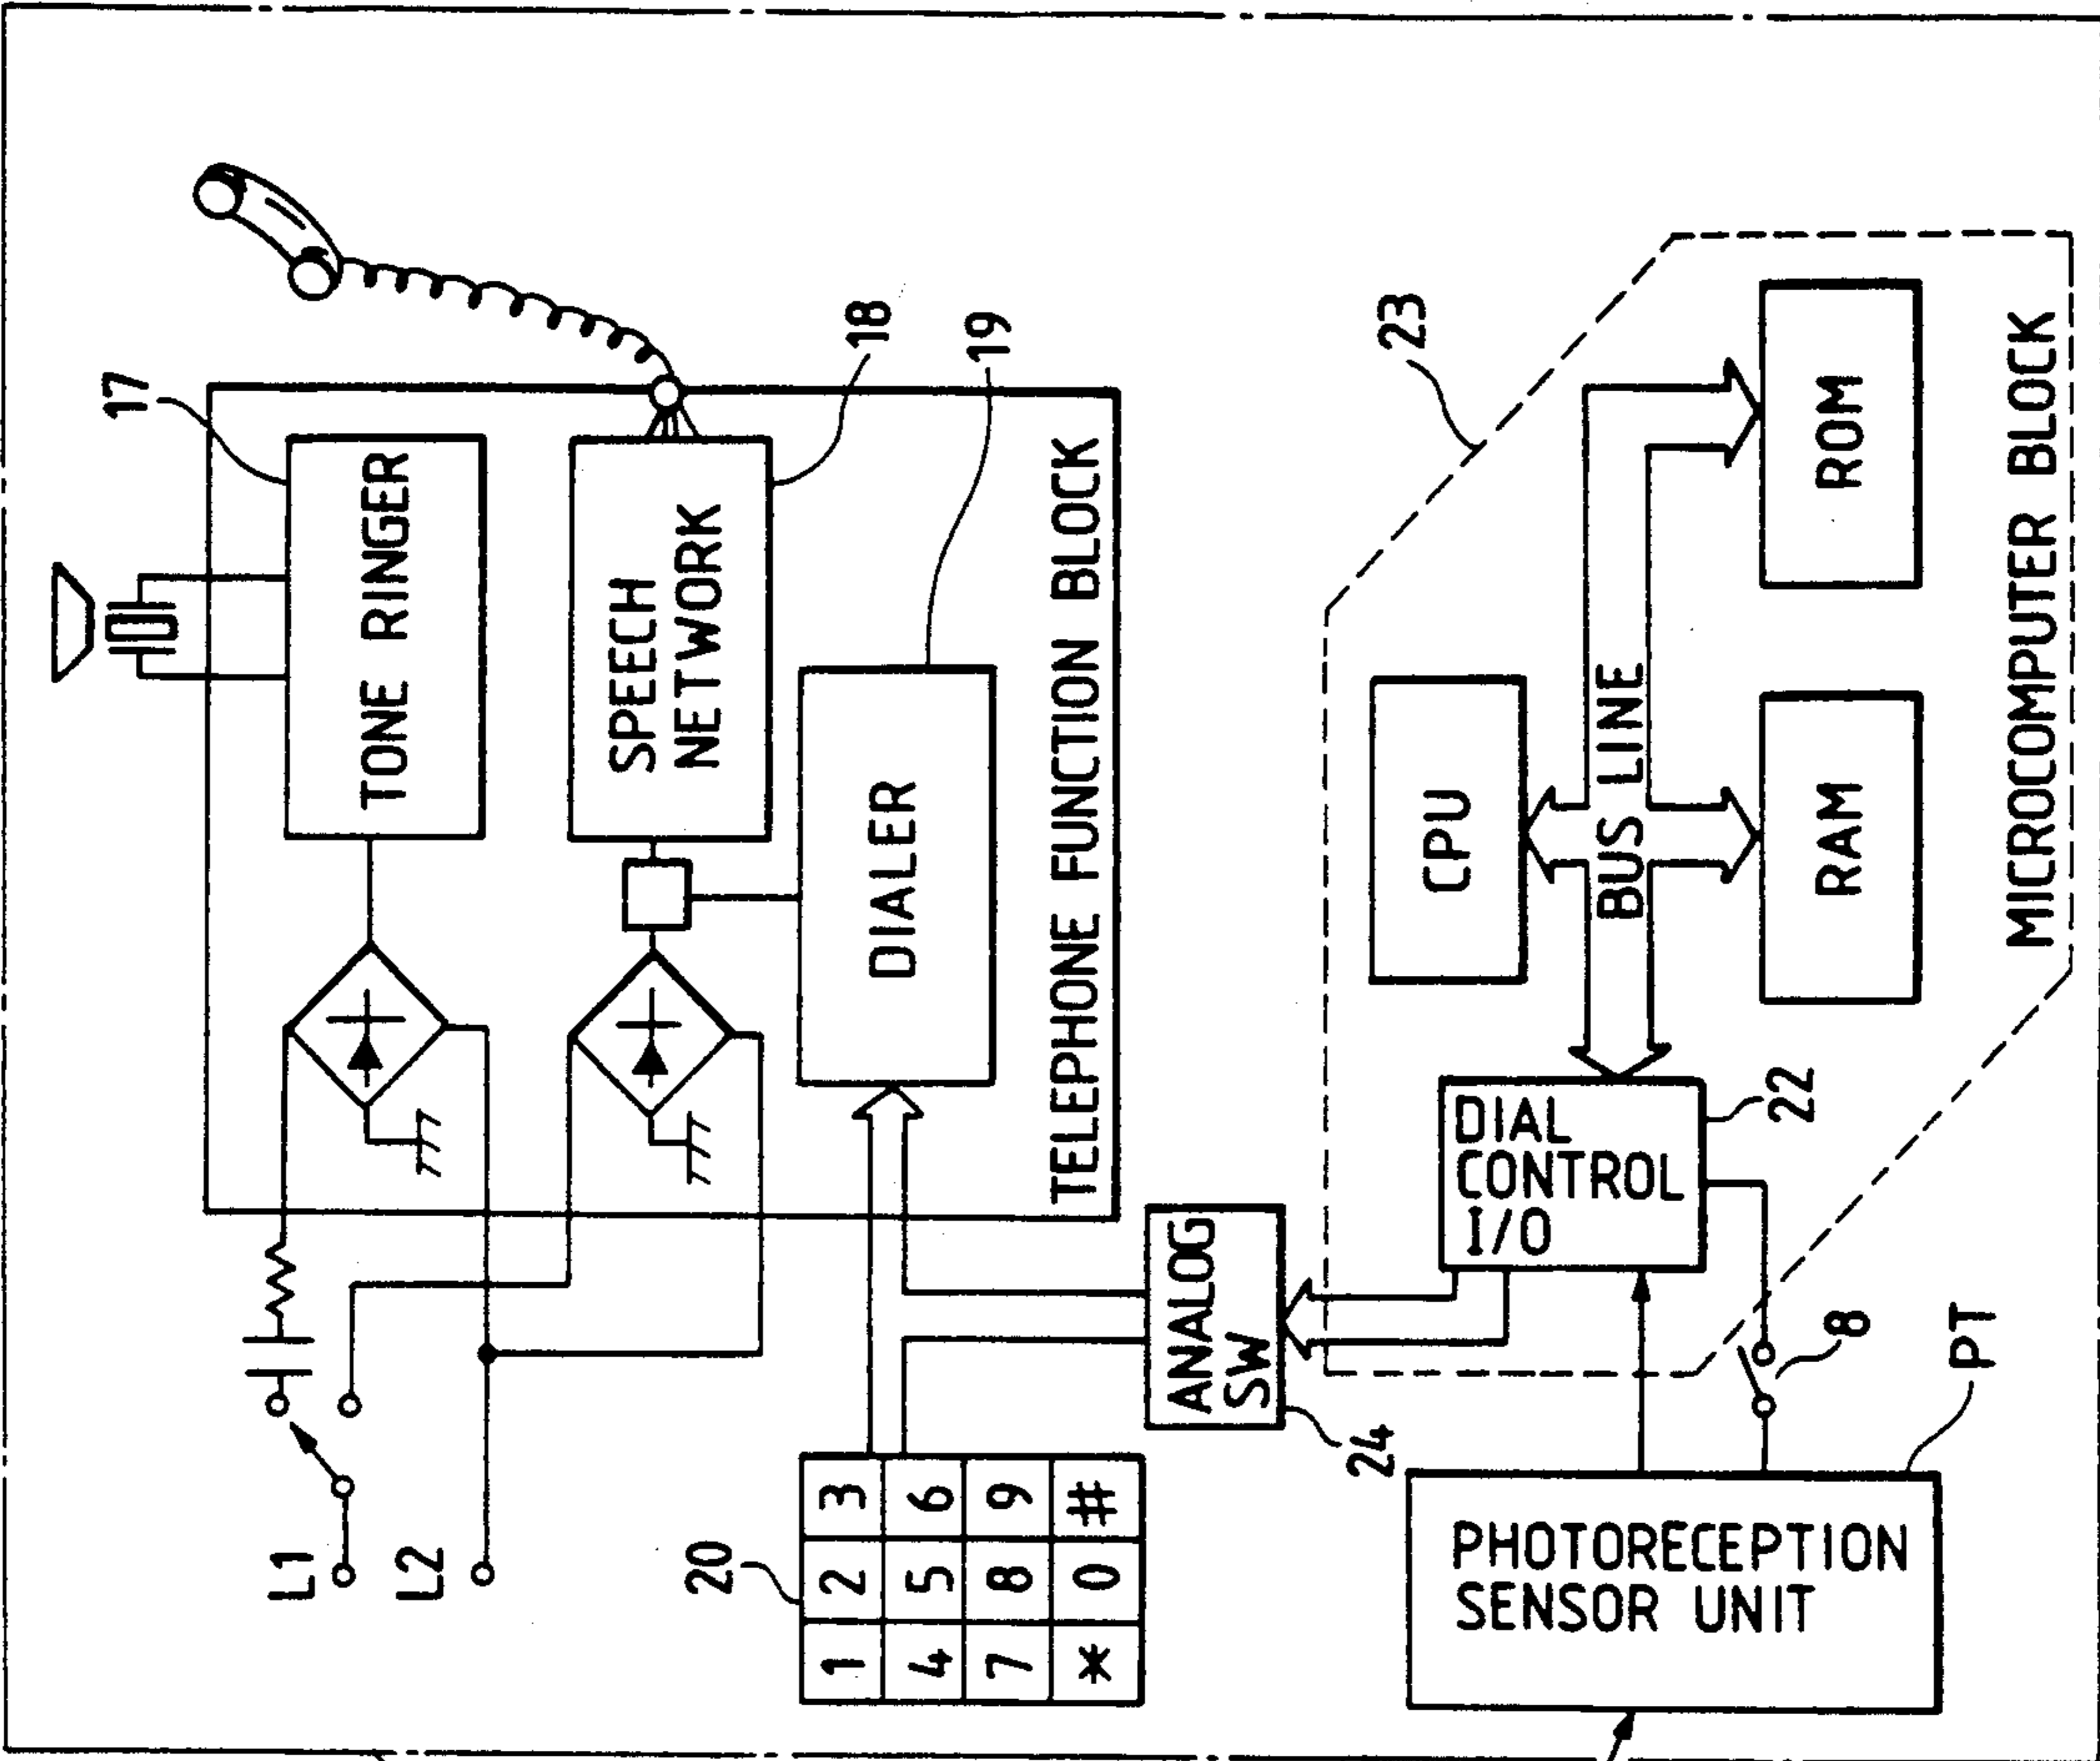 17
TONE RINGER
SPEECH
NETWORK
18
DIALER
19
TELEPHONE FUNCTION BLOCK
L1
L2
20
1 2 3
4 5 6
7 8 9
* 0 #
ANALOG
SW
24
23
CPU
BUS LINE
RAM
ROM
MICROCOMPUTER BLOCK
DIAL
CONTROL
I/O
22
8
PT
PHOTORECEPTION
SENSOR UNIT